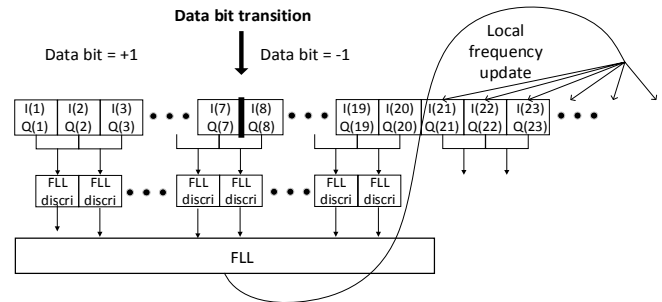 Data bit transition
Data bit = +1
Data bit = -1
Local
frequency
update
I(1) I(2) I(3) I(7) I(8) I(19) I(20) I(21) I(22) I(23)
Q(1) Q(2) Q(3) Q(7) Q(8) Q(19) Q(20) Q(21) Q(22) Q(23)
FLL FLL FLL FLL FLL FLL
discri discri discri discri discri discri
FLL